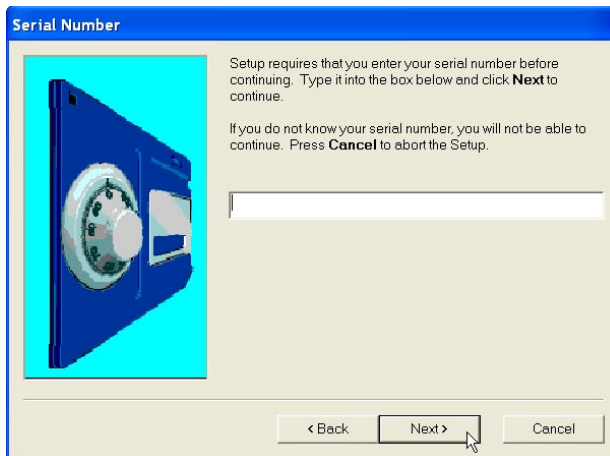 Serial Number
Setup requires that you enter your serial number before
continuing. Type it into the box below and click Next to
continue.
If you do not know your serial number, you will not be able to
continue. Press Cancel to abort the Setup.
< Back
Next >
Cancel